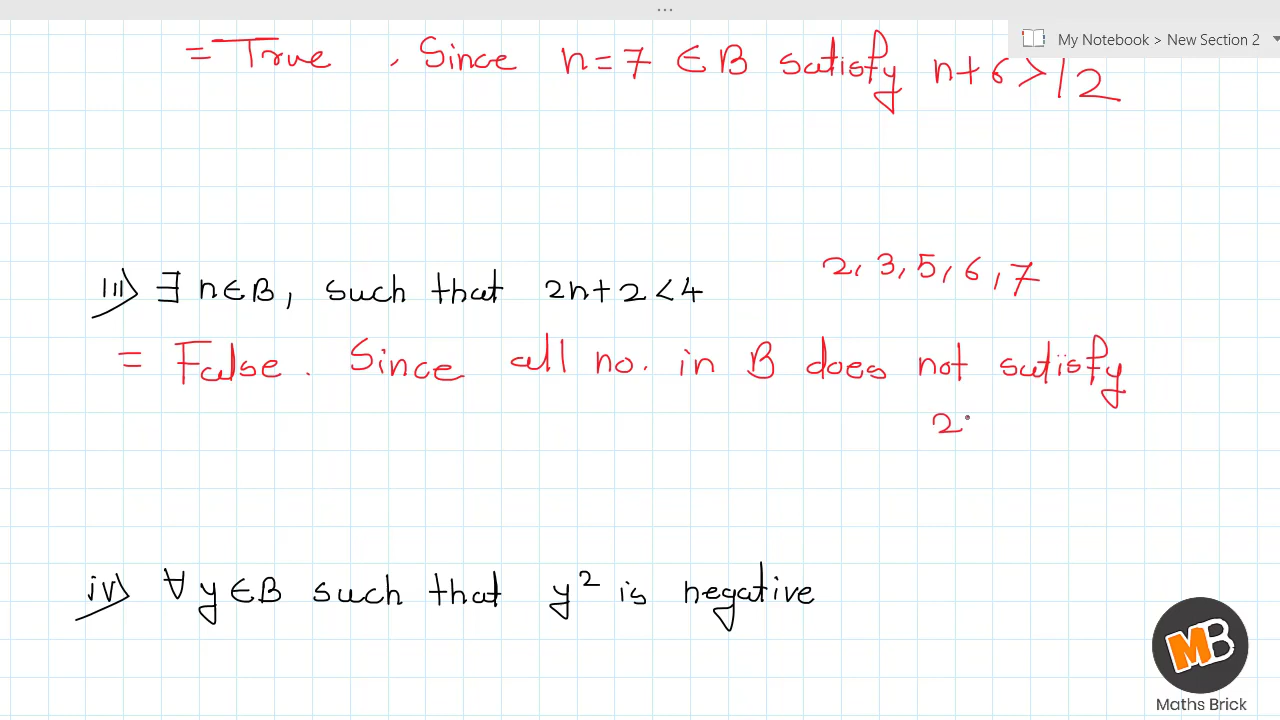 ...
My Notebook > New Section 2
= True . Since n=7 ∈B satisfy n+6>12
2, 3, 5, 6, 7
iii) ∃ n∈B, such that 2n+2<4
= False. Since all no. in B does not satisfy
2
iv) ∀ y∈B such that y² is negative
MB
Maths Brick